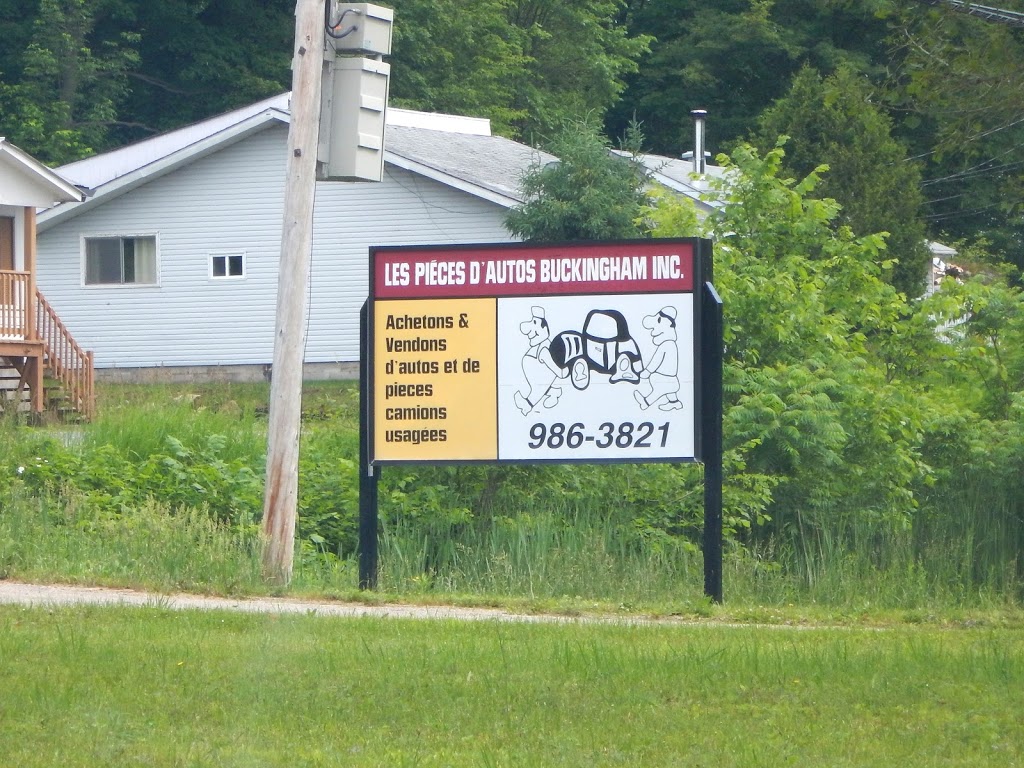 LES PIÉCES D'AUTOS BUCKINGHAM INC.
Achetons &
Vendons
d'autos et de
pieces
camions
usagées
986-3821